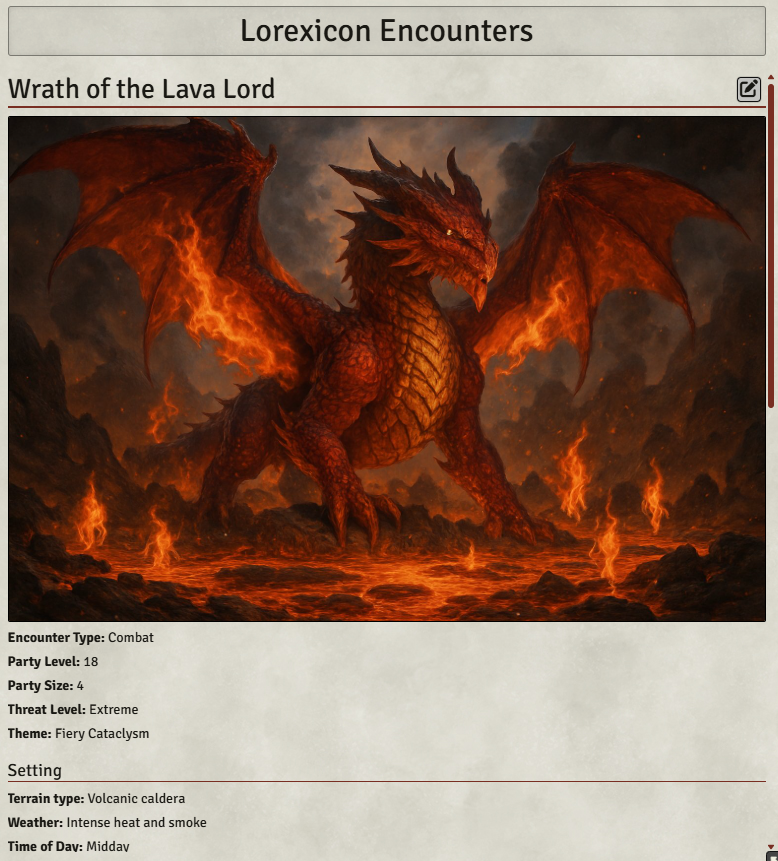 Lorexicon Encounters
Wrath of the Lava Lord
Encounter Type: Combat
Party Level: 18
Party Size: 4
Threat Level: Extreme
Theme: Fiery Cataclysm
Setting
Terrain type: Volcanic caldera
Weather: Intense heat and smoke
Time of Day: Midday